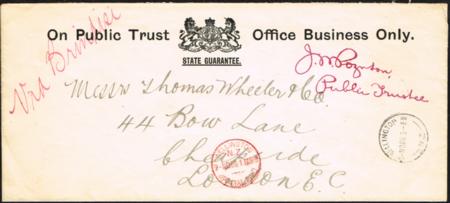 On Public Trust Office Business Only.
STATE GUARANTEE.
Via Brindisi
J.W. Poynton
Public Trustee
Messrs Thomas Wheeler & Co
44 Bow Lane
Cheapside
London E.C.
WELLINGTON
WELLINGTON
N.Z.